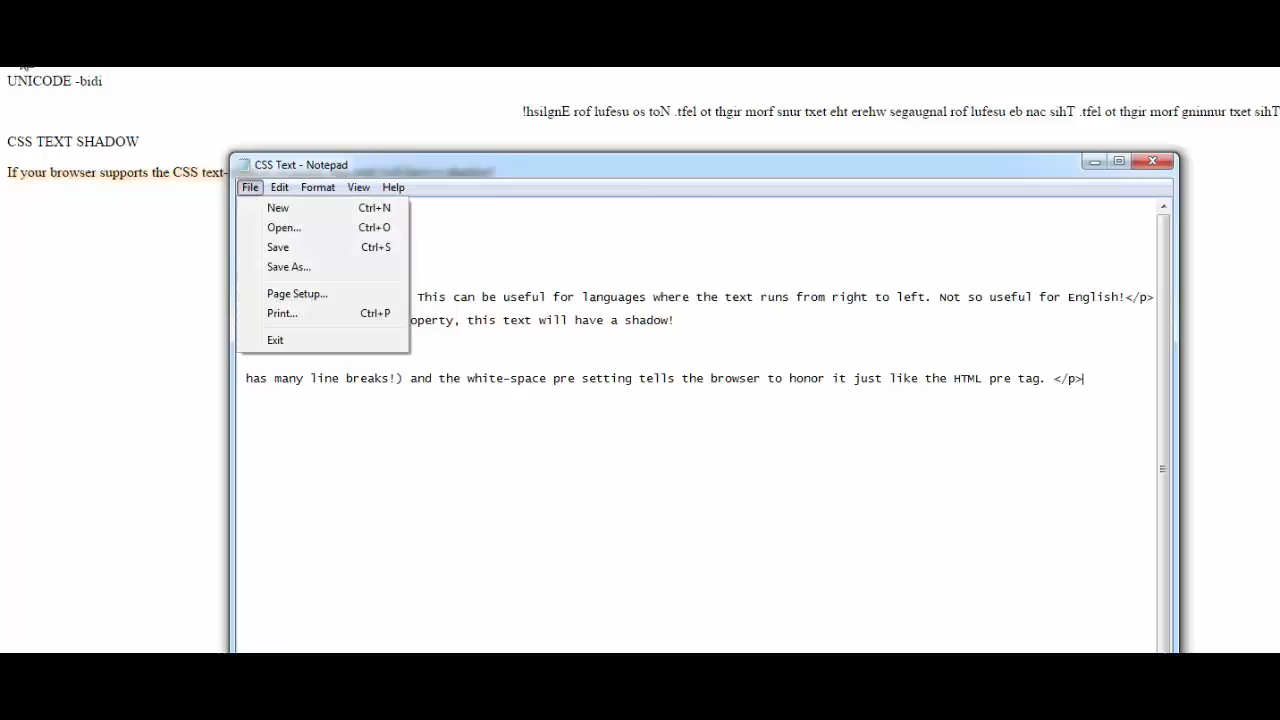 UNICODE -bidi
!hsilgnE rof lufesu os toN .tfel ot thgir morf snur txet eht erehw segaugnal rof lufesu eb nac sihT .tfel ot thgir morf gninnur txet sihT
CSS TEXT SHADOW
If your browser supports the CSS text-
CSS Text - Notepad
File Edit Format View Help
New Ctrl+N
Open... Ctrl+O
Save Ctrl+S
Save As...
Page Setup...
Print... Ctrl+P
Exit
This can be useful for languages where the text runs from right to left. Not so useful for English!</p>
operty, this text will have a shadow!
has many line breaks!) and the white-space pre setting tells the browser to honor it just like the HTML pre tag. </p>